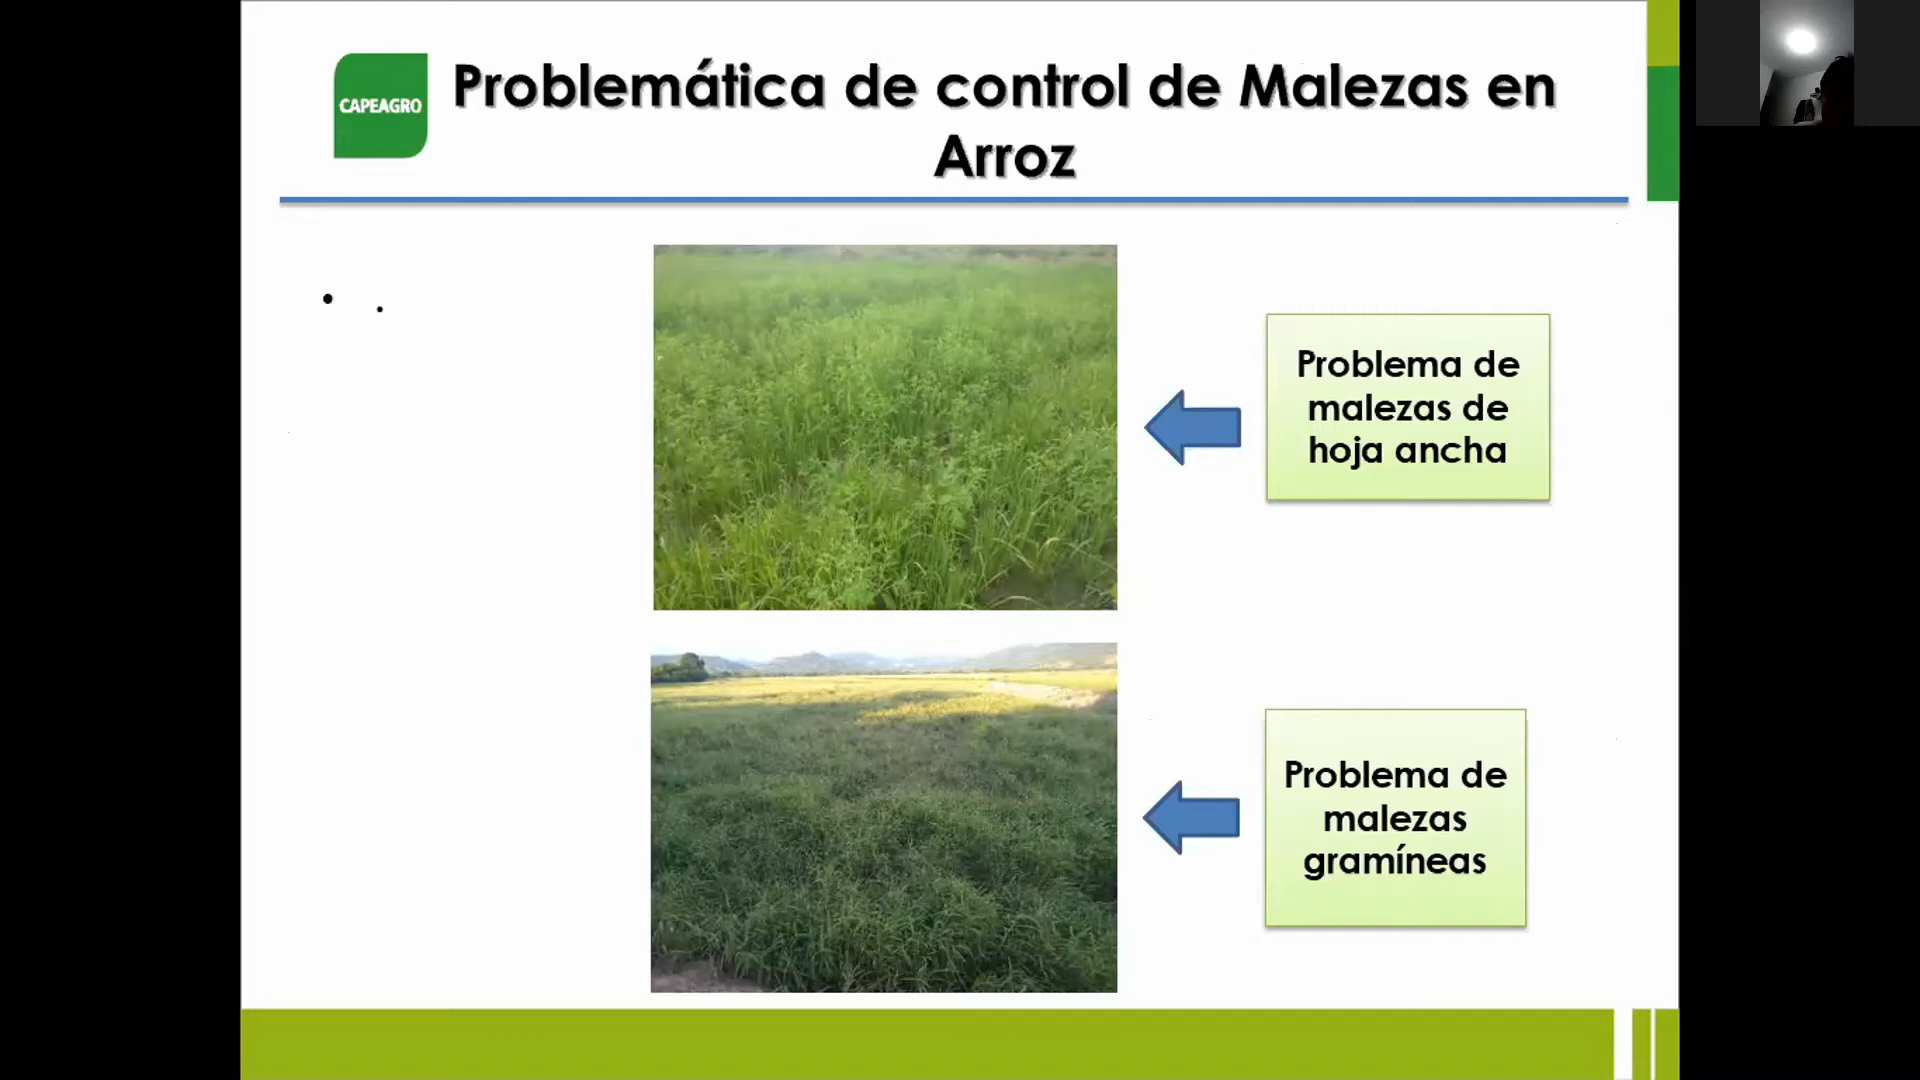 CAPEAGRO
Problemática de control de Malezas en
Arroz
Problema de
malezas de
hoja ancha
Problema de
malezas
gramíneas